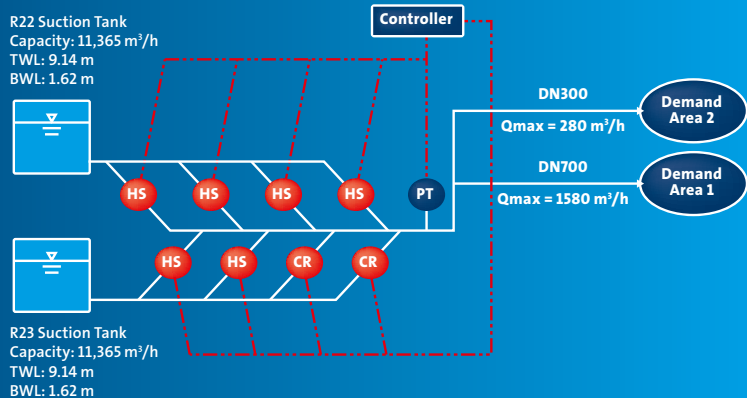 R22 Suction Tank
Capacity: 11,365 m³/h
TWL: 9.14 m
BWL: 1.62 m
Controller
DN300
Qmax = 280 m³/h
Demand
Area 2
DN700
Qmax = 1580 m³/h
Demand
Area 1
HS
HS
HS
HS
PT
HS
HS
CR
CR
R23 Suction Tank
Capacity: 11,365 m³/h
TWL: 9.14 m
BWL: 1.62 m